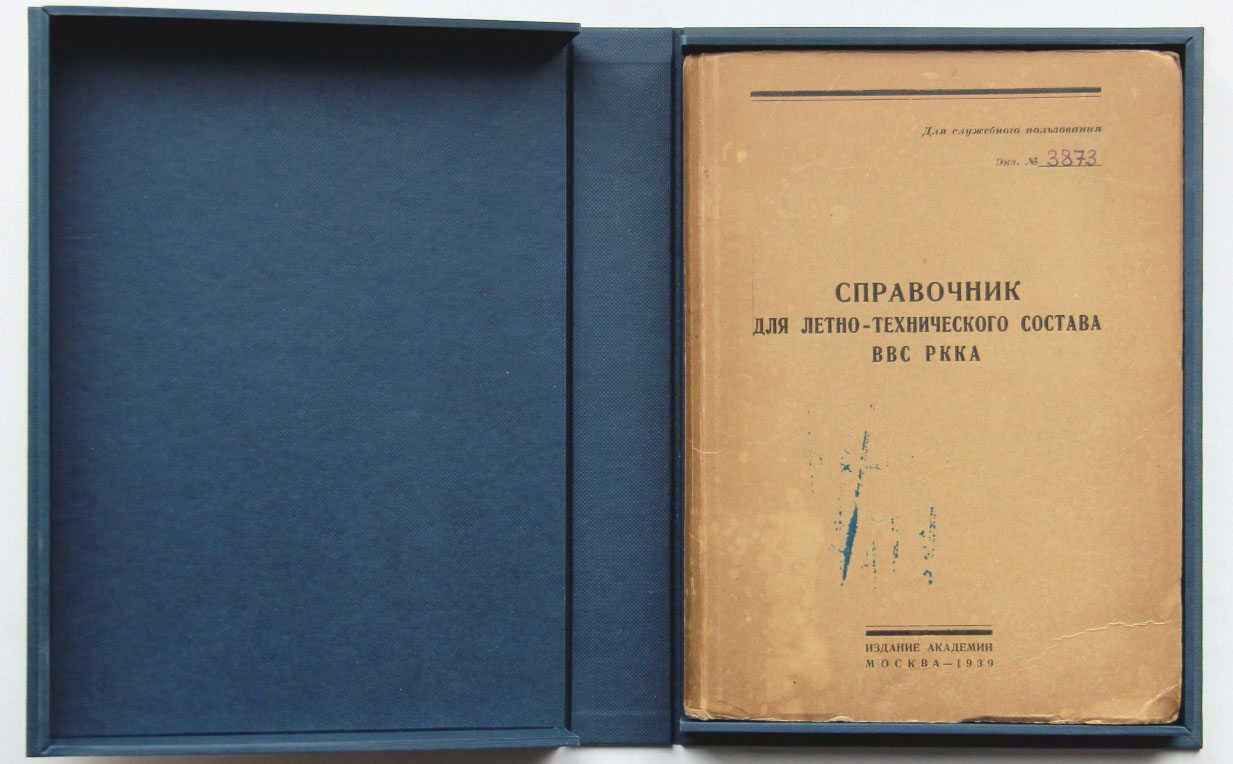 Для служебного пользования
Экз. № 3873
СПРАВОЧНИК
ДЛЯ ЛЕТНО-ТЕХНИЧЕСКОГО СОСТАВА
ВВС РККА
ИЗДАНИЕ АКАДЕМИИ
МОСКВА—1939